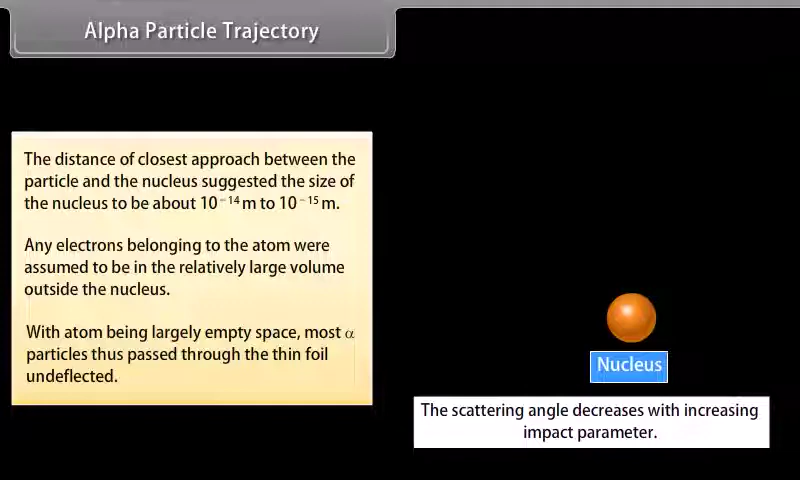 Alpha Particle Trajectory
The distance of closest approach between the
particle and the nucleus suggested the size of
the nucleus to be about 10⁻¹⁴ m to 10⁻¹⁵ m.
Any electrons belonging to the atom were
assumed to be in the relatively large volume
outside the nucleus.
With atom being largely empty space, most α
particles thus passed through the thin foil
undeflected.
Nucleus
The scattering angle decreases with increasing
impact parameter.